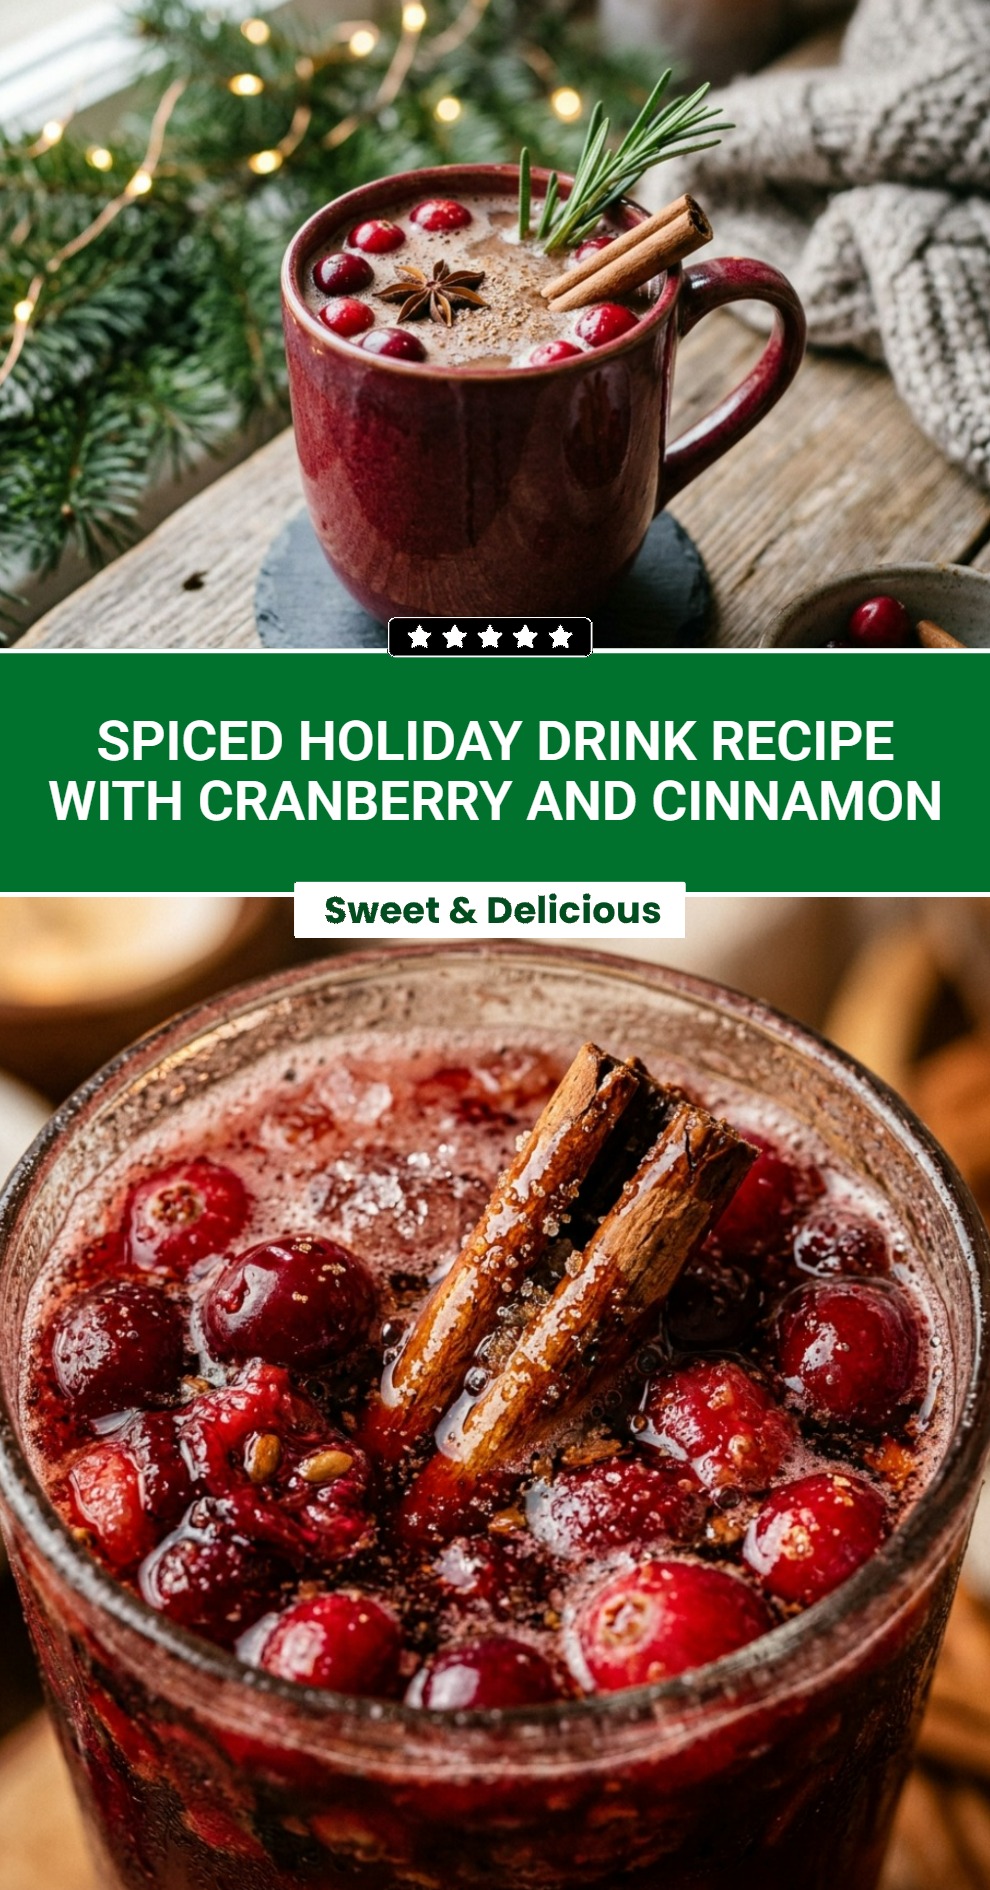 SPICED HOLIDAY DRINK RECIPE
WITH CRANBERRY AND CINNAMON
Sweet & Delicious